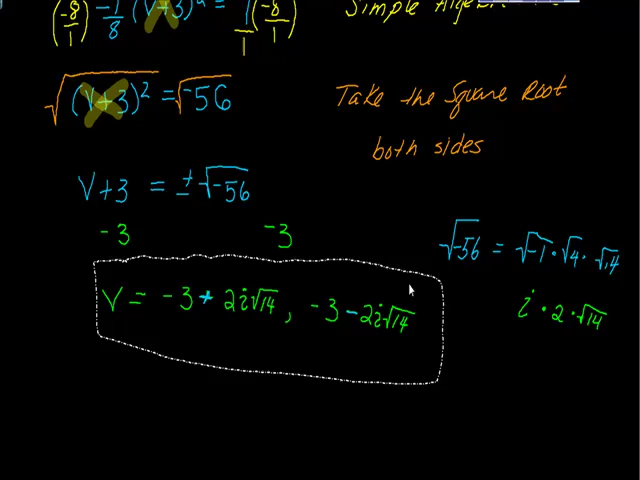 (-8/1) -1/8 (V+3)² = 1/1 (-8/1) Simple Algebra
√(V+3)² = √-56 Take the Square Root
both sides
V+3 = ±√-56
-3 -3
√-56 = √-1 · √4 · √14
V = -3 + 2i√14, -3 - 2i√14
i · 2 · √14